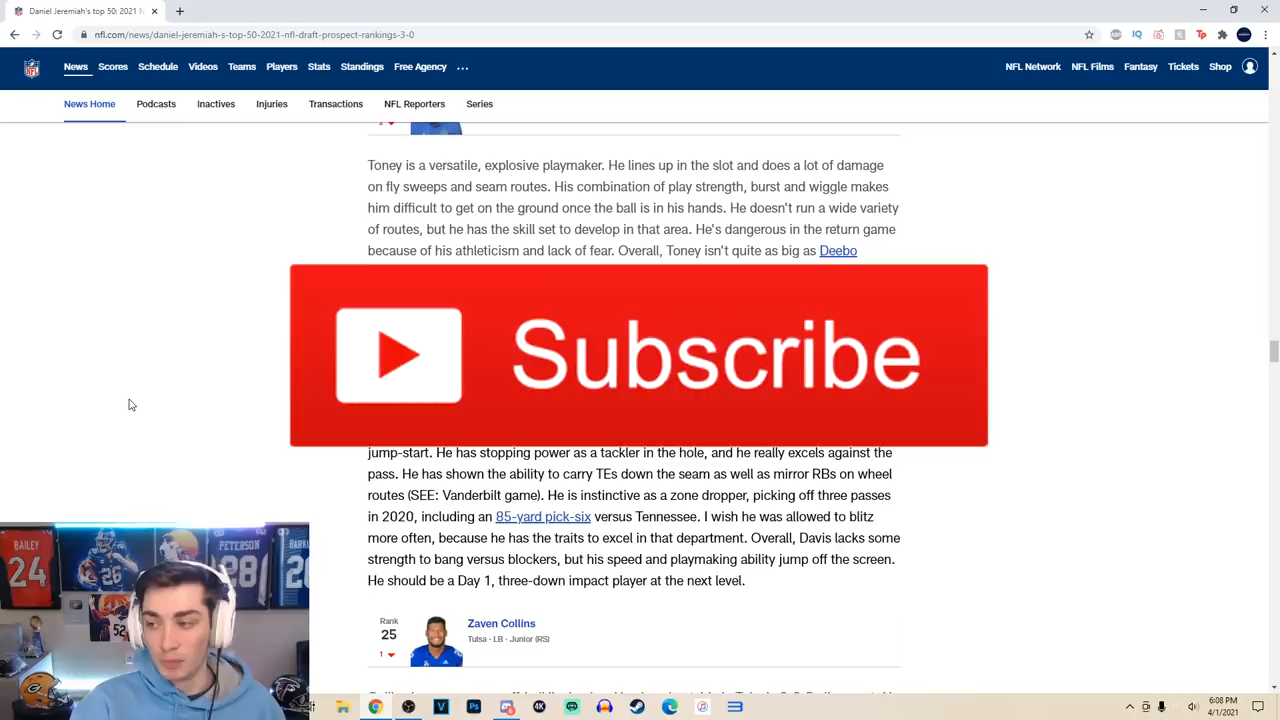 Daniel Jeremiah's top 50: 2021 N
nfl.com/news/daniel-jeremiah-s-top-50-2021-nfl-draft-prospect-rankings-3-0
News Scores Schedule Videos Teams Players Stats Standings Free Agency ...
NFL Network NFL Films Fantasy Tickets Shop
News Home Podcasts Inactives Injuries Transactions NFL Reporters Series
Toney is a versatile, explosive playmaker. He lines up in the slot and does a lot of damage
on fly sweeps and seam routes. His combination of play strength, burst and wiggle makes
him difficult to get on the ground once the ball is in his hands. He doesn't run a wide variety
of routes, but he has the skill set to develop in that area. He's dangerous in the return game
because of his athleticism and lack of fear. Overall, Toney isn't quite as big as Deebo
Subscribe
jump-start. He has stopping power as a tackler in the hole, and he really excels against the
pass. He has shown the ability to carry TEs down the seam as well as mirror RBs on wheel
routes (SEE: Vanderbilt game). He is instinctive as a zone dropper, picking off three passes
in 2020, including an 85-yard pick-six versus Tennessee. I wish he was allowed to blitz
more often, because he has the traits to excel in that department. Overall, Davis lacks some
strength to bang versus blockers, but his speed and playmaking ability jump off the screen.
He should be a Day 1, three-down impact player at the next level.
Rank
25
1
Zaven Collins
Tulsa · LB · Junior (RS)
BAILEY
24
26
PETERSON
28
52
6:08 PM
4/1/2021